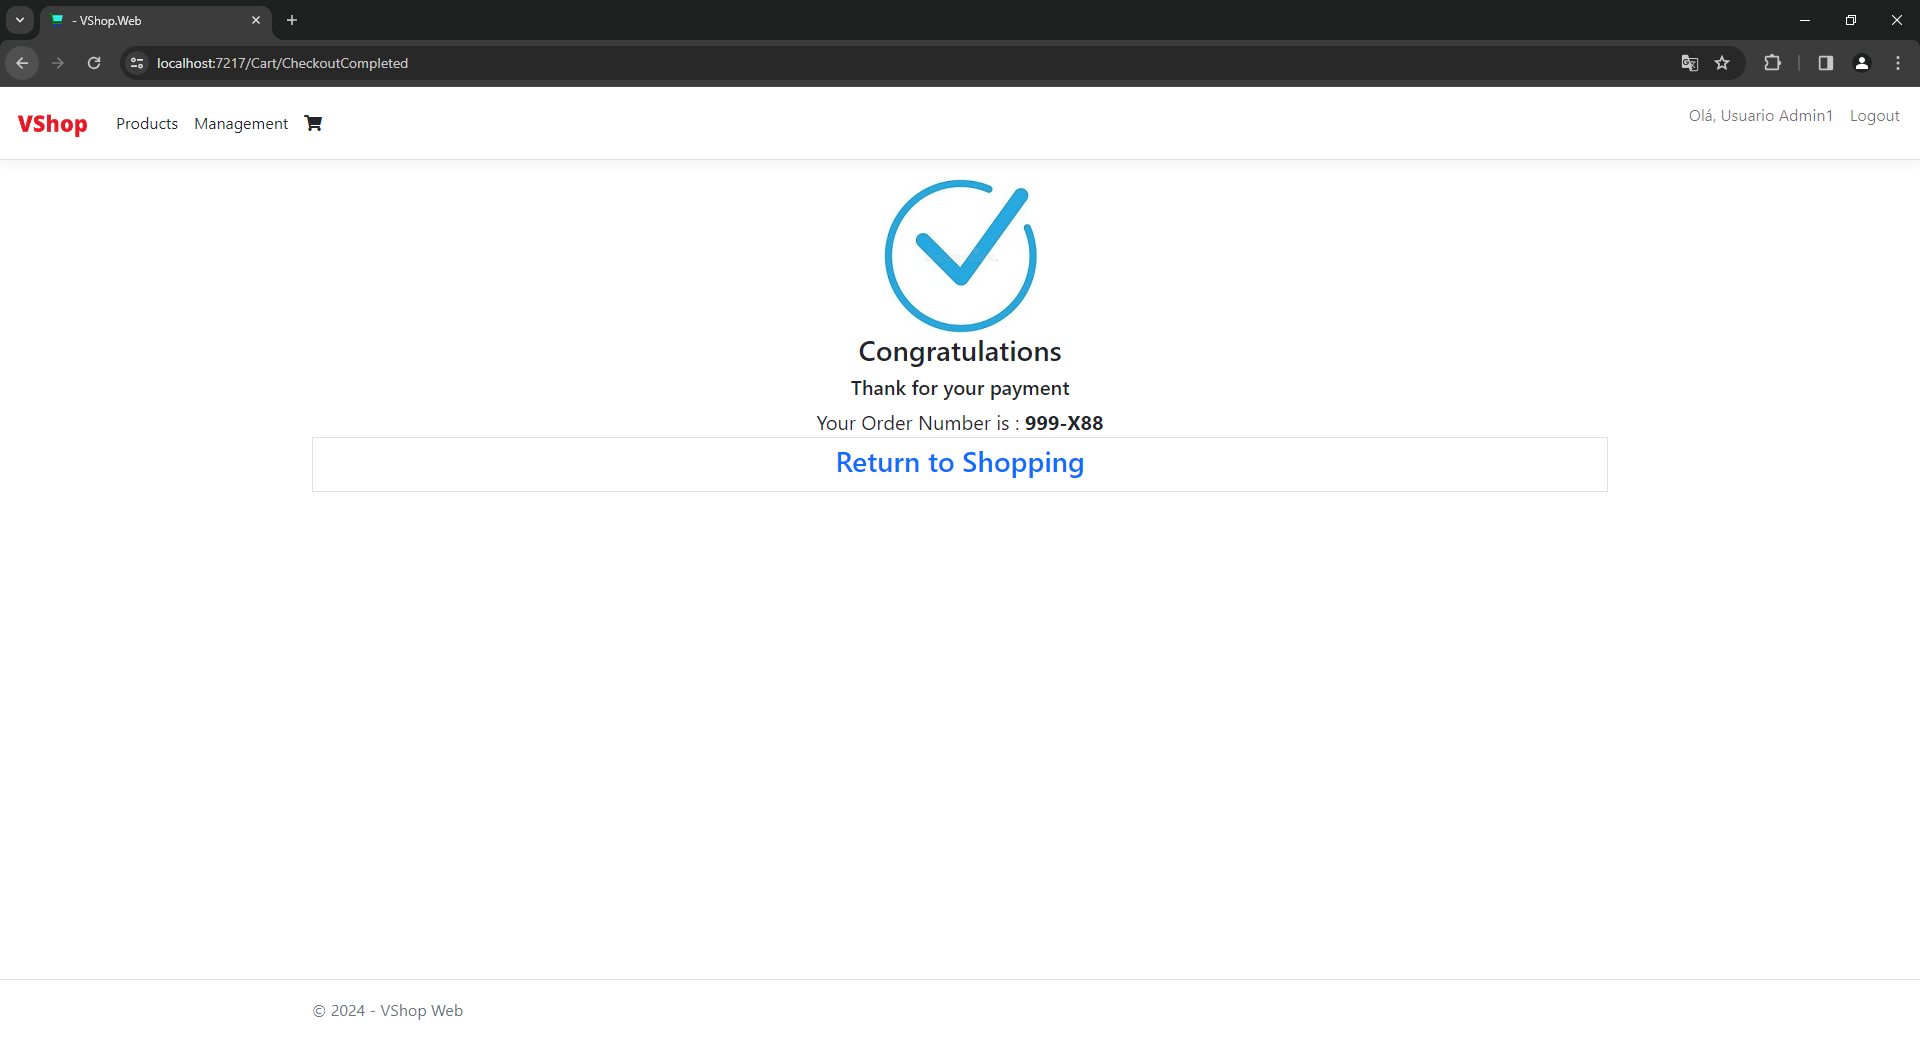 - VShop.Web
localhost:7217/Cart/CheckoutCompleted
VShop Products Management Olá, Usuario Admin1 Logout
Congratulations
Thank for your payment
Your Order Number is : 999-X88
Return to Shopping
© 2024 - VShop Web